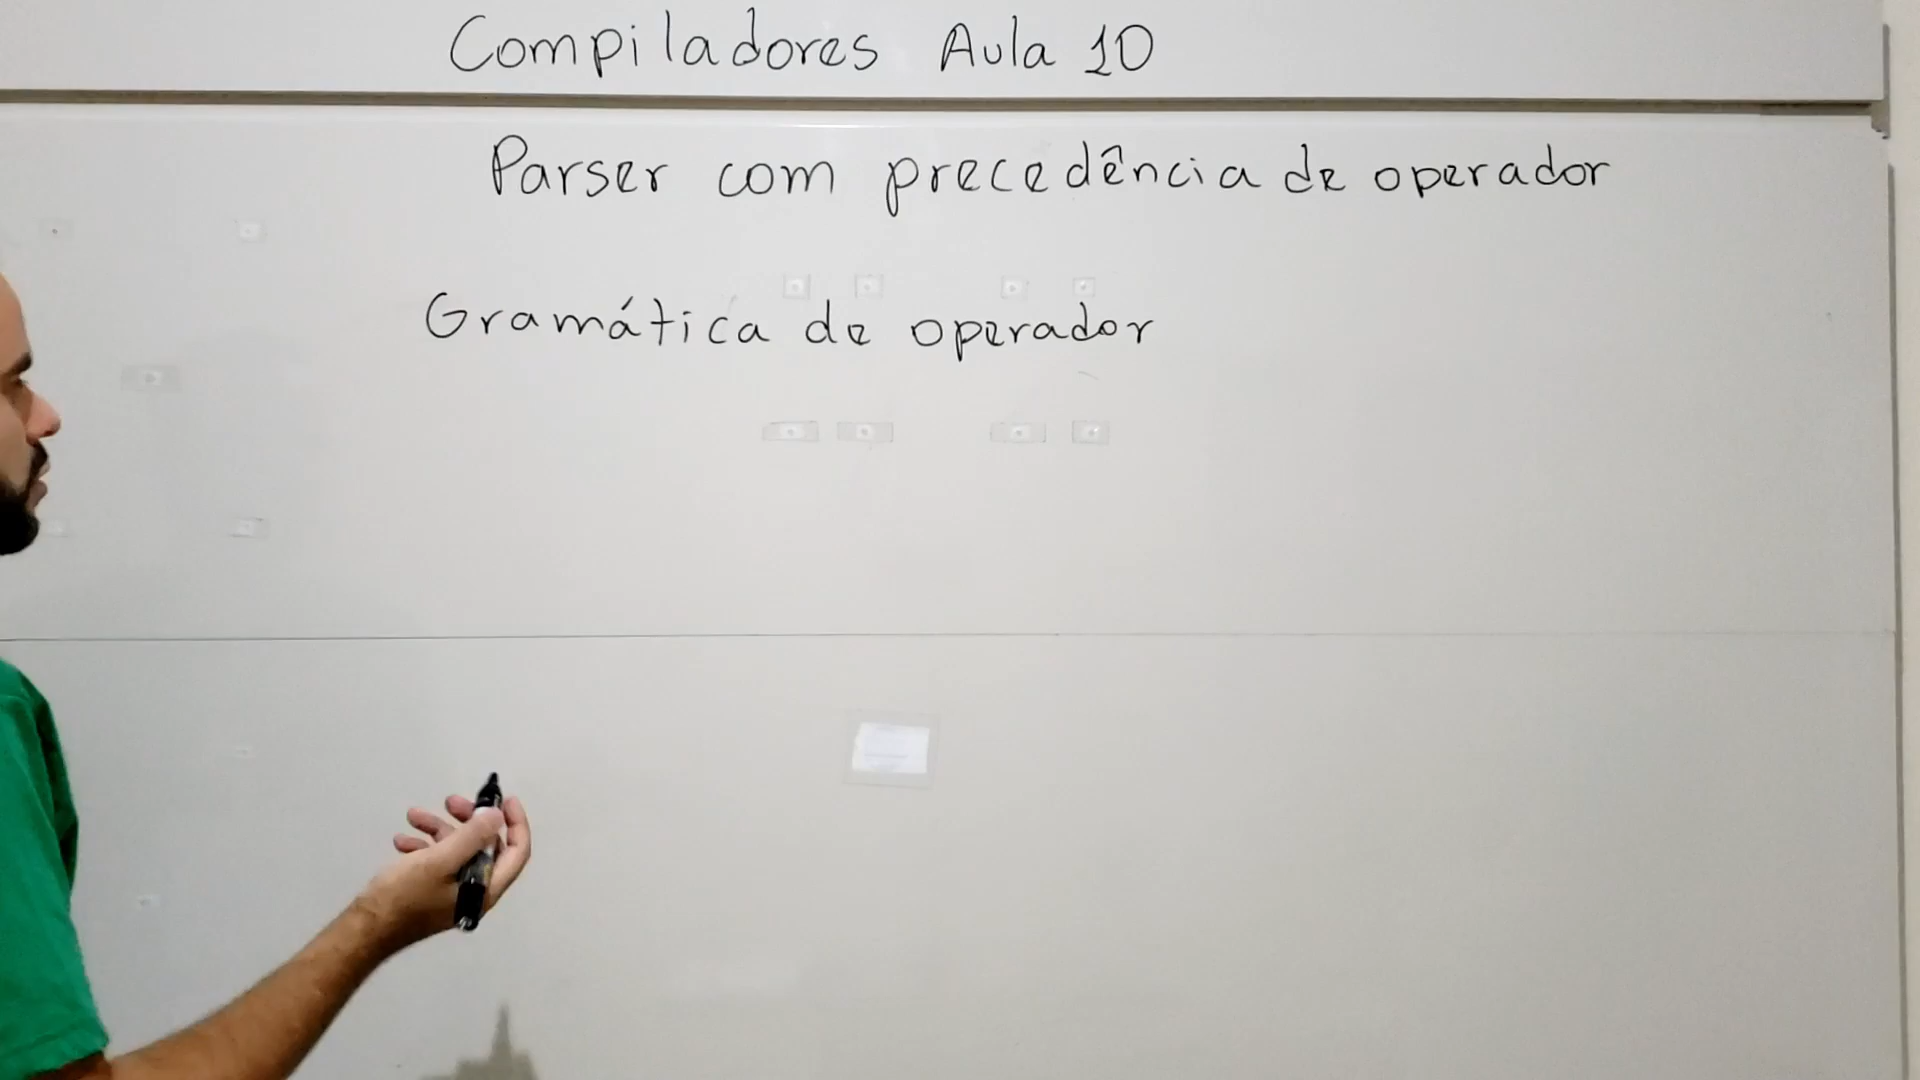 Compiladores Aula 10
Parser com precedência de operador
Gramática de operador